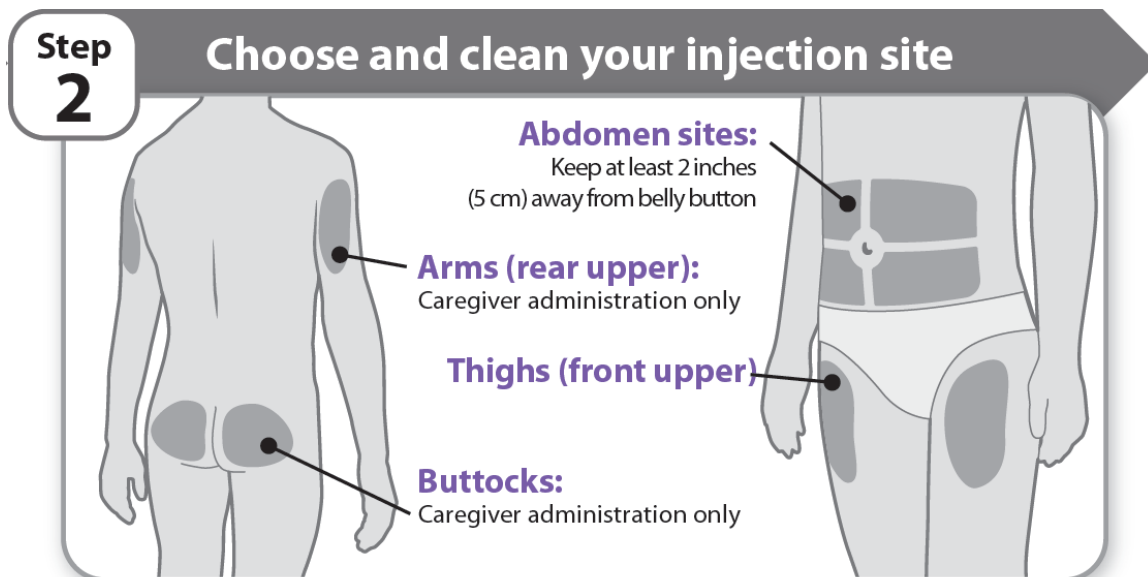 Step
2
Choose and clean your injection site
Abdomen sites:
Keep at least 2 inches
(5 cm) away from belly button
Arms (rear upper):
Caregiver administration only
Thighs (front upper)
Buttocks:
Caregiver administration only